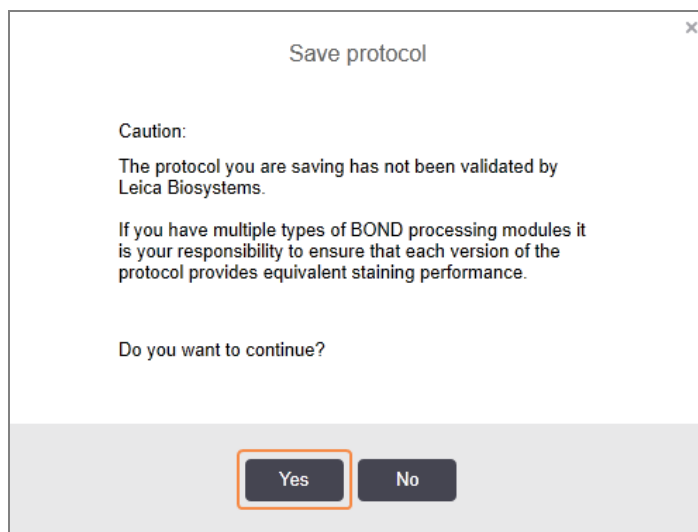 Save protocol
Caution:
The protocol you are saving has not been validated by
Leica Biosystems.
If you have multiple types of BOND processing modules it
is your responsibility to ensure that each version of the
protocol provides equivalent staining performance.
Do you want to continue?
Yes No